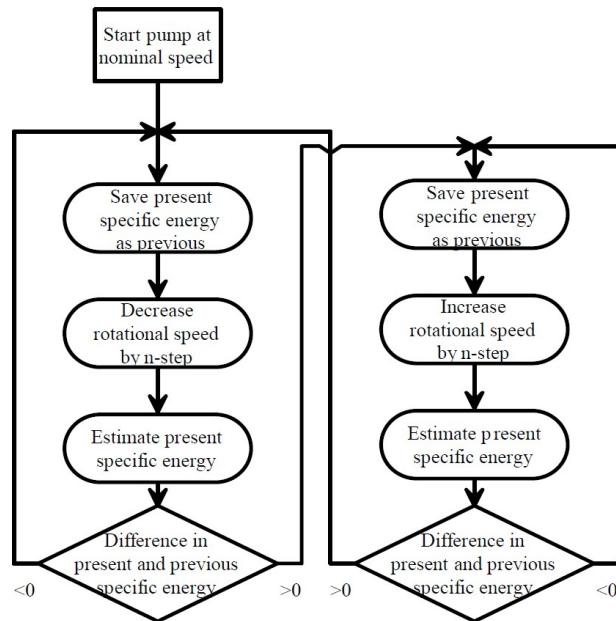 Start pump at
nominal speed
Save present
specific energy
as previous
Decrease
rotational speed
by n-step
Estimate present
specific energy
Difference in
present and previous
specific energy
<0
>0
Save present
specific energy
as previous
Increase
rotational speed
by n-step
Estimate present
specific energy
Difference in
present and previous
specific energy
>0
<0